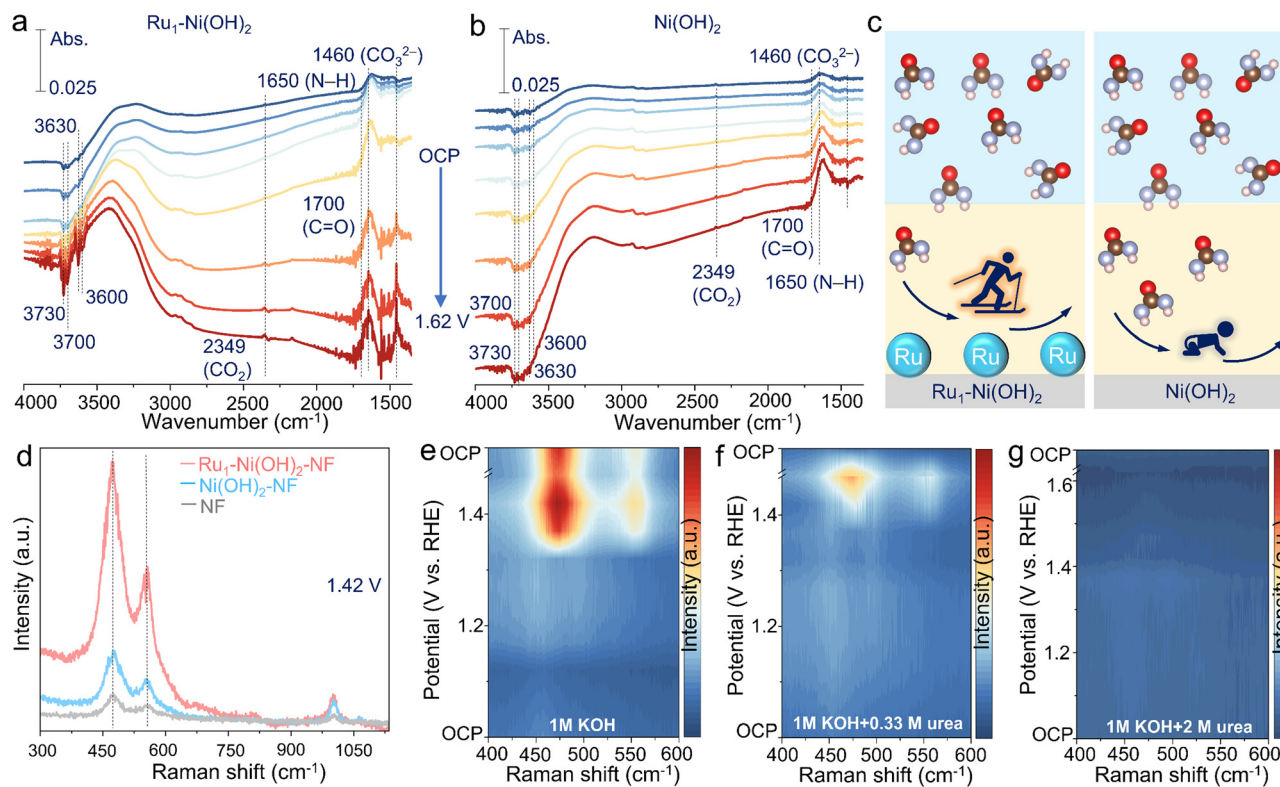 a
Ru₁-Ni(OH)₂
Abs.
0.025
1460 (CO₃²⁻)
1650 (N–H)
3630
OCP
1700
(C=O)
3600
3730
3700
2349
(CO₂)
1.62 V
4000 3500 3000 2500 2000 1500
Wavenumber (cm⁻¹)
b
Ni(OH)₂
Abs.
0.025
1460 (CO₃²⁻)
1700
(C=O)
2349
(CO₂)
1650 (N–H)
3700
3730
3600
3630
4000 3500 3000 2500 2000 1500
Wavenumber (cm⁻¹)
c
Ru Ru Ru
Ru₁-Ni(OH)₂
Ni(OH)₂
d
Intensity (a.u.)
Ru₁-Ni(OH)₂-NF
Ni(OH)₂-NF
NF
1.42 V
300 450 600 750 900 1050
Raman shift (cm⁻¹)
e
Potential (V vs. RHE)
OCP
1.4
1.2
OCP
1M KOH
400 450 500 550 600
Raman shift (cm⁻¹)
Intensity (a.u.)
f
Potential (V vs. RHE)
OCP
1.4
1.2
OCP
1M KOH+0.33 M urea
400 450 500 550 600
Raman shift (cm⁻¹)
Intensity (a.u.)
g
Potential (V vs. RHE)
OCP
1.6
1.4
1.2
OCP
1M KOH+2 M urea
400 450 500 550 600
Raman shift (cm⁻¹)
Intensity (a.u.)